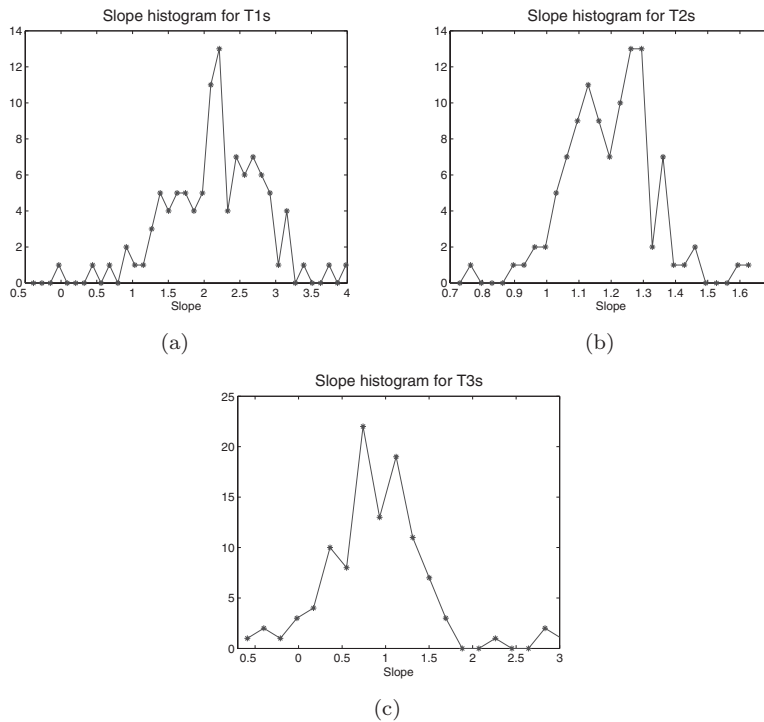 Slope histogram for T1s
14
12
10
8
6
4
2
0
0.5 0 0.5 1 1.5 2 2.5 3 3.5 4
Slope
(a)
Slope histogram for T2s
14
12
10
8
6
4
2
0
0.7 0.8 0.9 1 1.1 1.2 1.3 1.4 1.5 1.6
Slope
(b)
Slope histogram for T3s
25
20
15
10
5
0
0.5 0 0.5 1 1.5 2 2.5 3
Slope
(c)